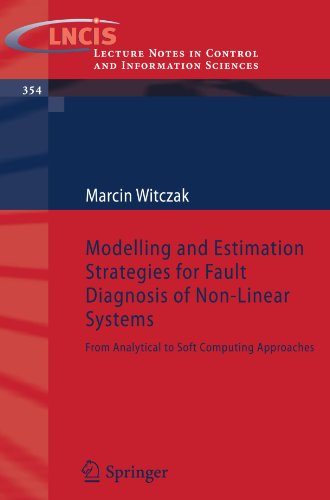 LNCIS
LECTURE NOTES IN CONTROL
AND INFORMATION SCIENCES
354
Marcin Witczak
Modelling and Estimation
Strategies for Fault
Diagnosis of Non-Linear
Systems
From Analytical to Soft Computing Approaches
Springer